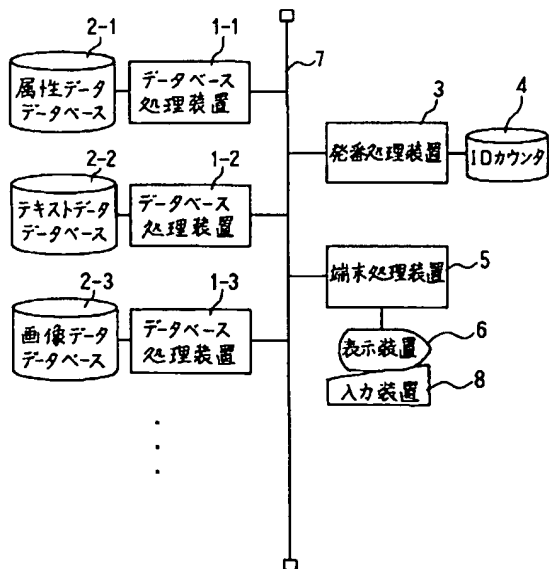 2-1
1-1
属性データ
データベース
データベース
処理装置
7
3
4
発番処理装置
IDカウンタ
2-2
1-2
テキストデータ
データベース
データベース
処理装置
端末処理装置
5
2-3
1-3
画像データ
データベース
データベース
処理装置
表示装置
6
入力装置
8